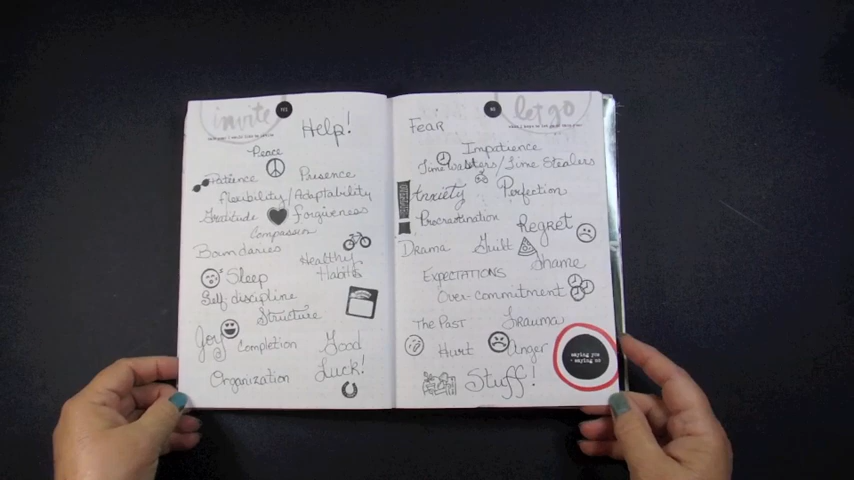 invite
YES
Help!
Peace
Patience
Presence
Flexibility/Adaptability
Gratitude
forgiveness
Compassion
Boundaries
Healthy
Habits
Sleep
Self-discipline
Structure
Joy
Completion
Good
Luck!
Organization
let go
NO
Fear
Impatience
Time wasters/Time Stealers
Anxiety
Perfection
Procrastination
Regret
Drama
Guilt
Shame
EXPECTATIONS
Over-commitment
The Past
Trauma
Hurt
Anger
Stuff!
saying yes
- saying no